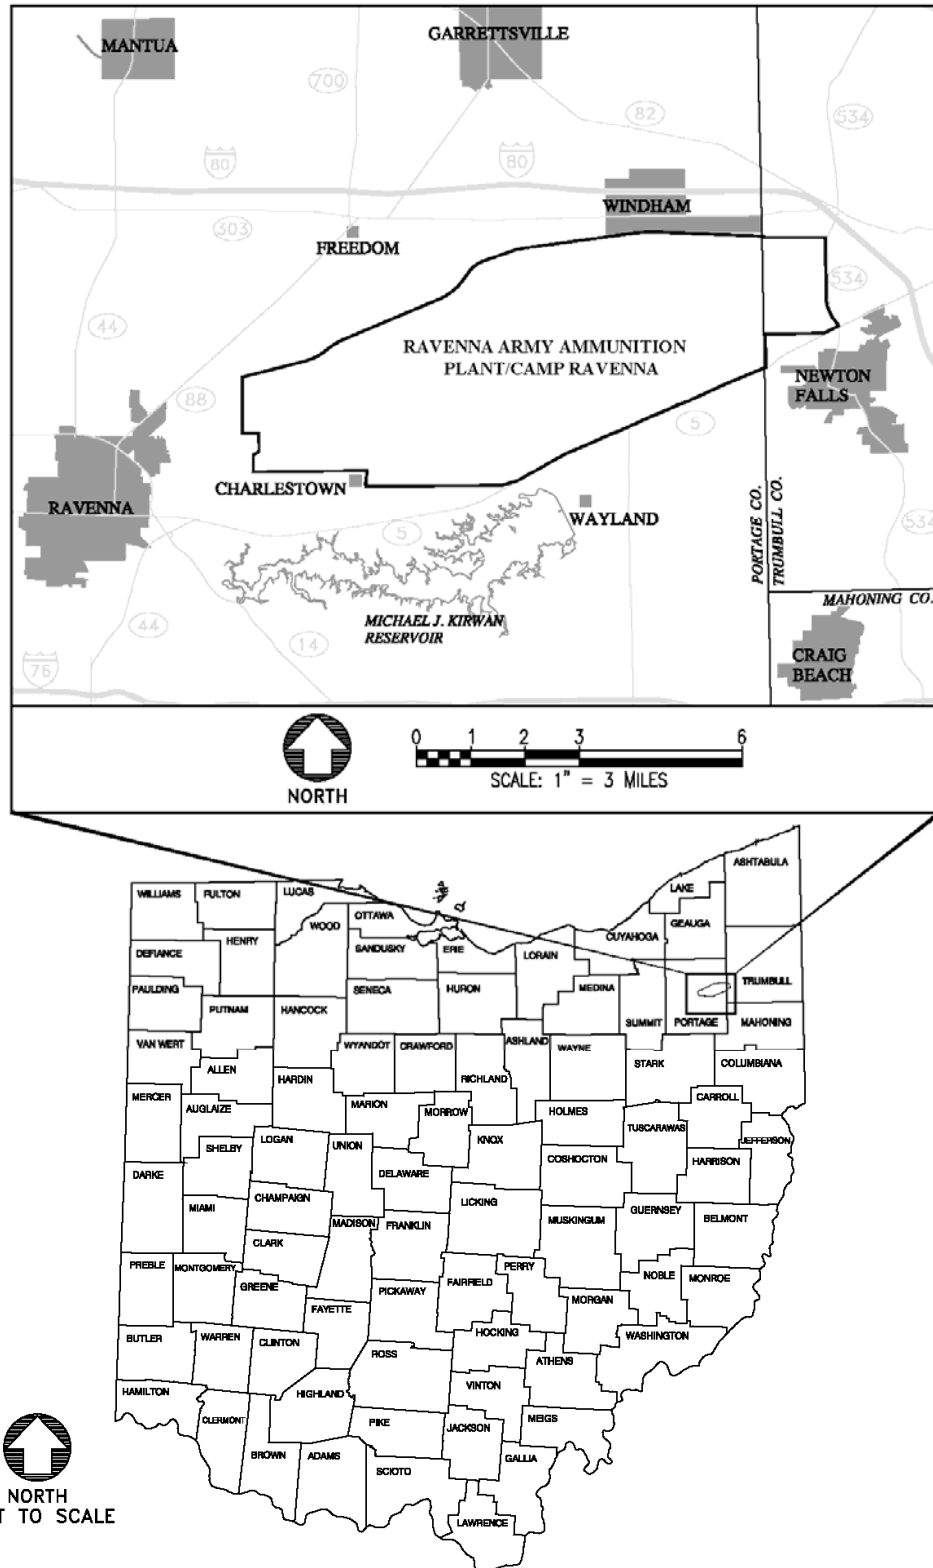 MANTUA
GARRETTSVILLE
700
82
534
80
80
WINDHAM
303
FREEDOM
534
44
RAVENNA ARMY AMMUNITION
PLANT/CAMP RAVENNA
NEWTON
FALLS
88
5
CHARLESTOWN
RAVENNA
WAYLAND
PORTAGE CO.
TRUMBULL CO.
534
5
MAHONING CO.
MICHAEL J. KIRWAN
RESERVOIR
44
14
76
CRAIG
BEACH
0 1 2 3 6
SCALE: 1" = 3 MILES
NORTH
ASHTABULA
LAKE
WILLIAMS
FULTON
LUCAS
OTTAWA
GEAUGA
WOOD
CUYAHOGA
HENRY
SANDUSKY
ERIE
LORAIN
DEFIANCE
TRUMBULL
PAULDING
SENECA
HURON
MEDINA
PUTNAM
HANCOCK
SUMMIT
PORTAGE
MAHONING
VAN WERT
WYANDOT
CRAWFORD
ASHLAND
WAYNE
STARK
COLUMBIANA
ALLEN
HARDIN
RICHLAND
MERCER
CARROLL
AUGLAIZE
MARION
MORROW
HOLMES
TUSCARAWAS
LOGAN
UNION
KNOX
JEFFERSON
SHELBY
COSHOCTON
HARRISON
DARKE
DELAWARE
CHAMPAIGN
LICKING
MIAMI
MADISON
FRANKLIN
MUSKINGUM
GUERNSEY
BELMONT
CLARK
PREBLE
MONTGOMERY
PERRY
GREENE
FAIRFIELD
NOBLE
MONROE
PICKAWAY
MORGAN
FAYETTE
BUTLER
WARREN
CLINTON
HOCKING
WASHINGTON
ROSS
ATHENS
HAMILTON
HIGHLAND
VINTON
CLERMONT
PIKE
JACKSON
MEIGS
BROWN
ADAMS
SCIOTO
GALLIA
LAWRENCE
NORTH
T TO SCALE